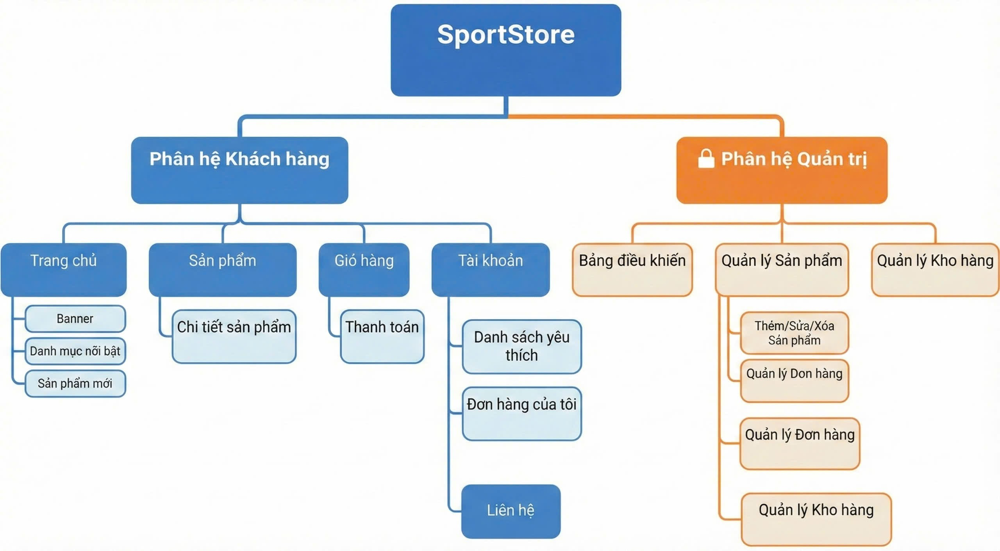 SportStore
Phân hệ Khách hàng
Phân hệ Quản trị
Trang chủ
Sản phẩm
Gió hàng
Tài khoản
Bảng điều khiến
Quản lý Sản phẩm
Quản lý Kho hàng
Banner
Danh mục nỡi bật
Sản phẩm mới
Chi tiết sản phẩm
Thanh toán
Danh sách yêu
thích
Đơn hàng của tôi
Liên hệ
Thém/Sửa/Xóa
Sán phẩm
Quản lý Don hàng
Quản lý Đơn hàng
Quản lý Kho hàng